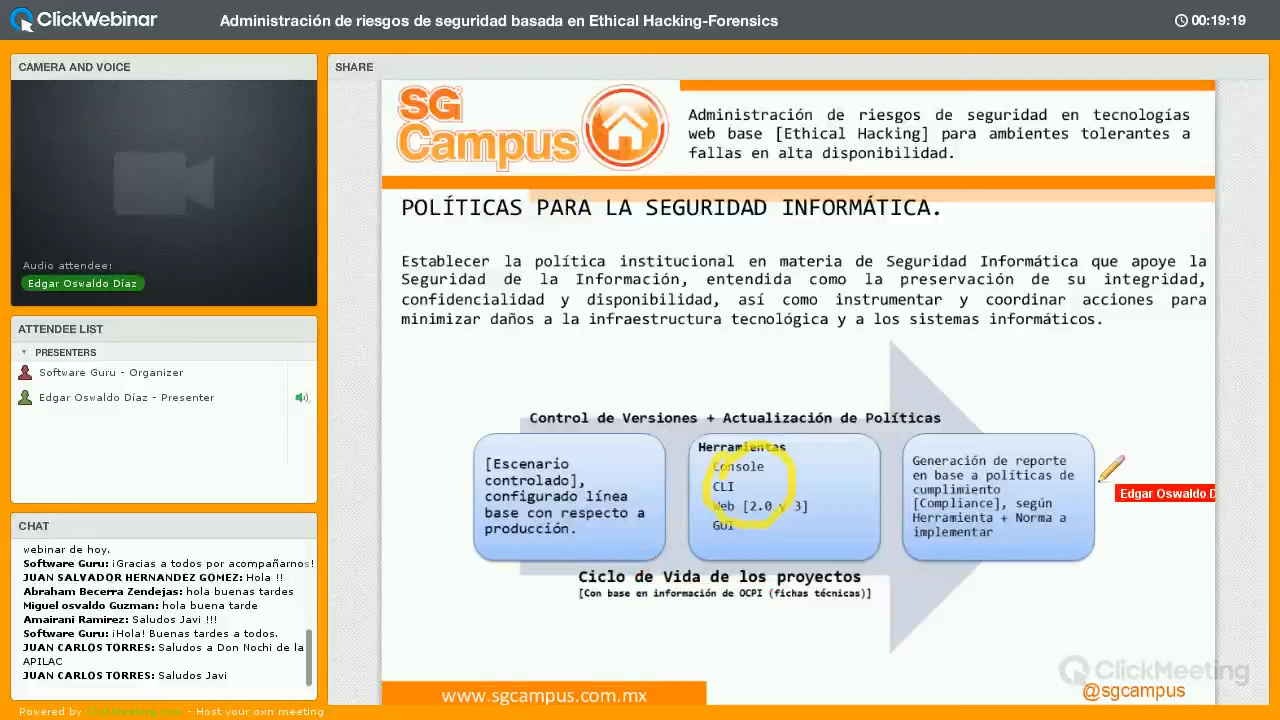 ClickWebinar
Administración de riesgos de seguridad basada en Ethical Hacking-Forensics
00:19:19
CAMERA AND VOICE
Audio attendee:
Edgar Oswaldo Díaz
ATTENDEE LIST
PRESENTERS
Software Guru - Organizer
Edgar Oswaldo Díaz - Presenter
CHAT
webinar de hoy.
Software Guru: ¡Gracias a todos por acompañarnos!
JUAN SALVADOR HERNANDEZ GOMEZ: Hola !!
Abraham Becerra Zendejas: hola buenas tardes
Miguel osvaldo Guzman: hola buena tarde
Amairani Ramirez: Saludos Javi !!!
Software Guru: ¡Hola! Buenas tardes a todos.
JUAN CARLOS TORRES: Saludos a Don Nochi de la
APILAC
JUAN CARLOS TORRES: Saludos Javi
Powered by ClickMeeting.com - Host your own meeting
SHARE
SG
Campus
Administración de riesgos de seguridad en tecnologías
web base [Ethical Hacking] para ambientes tolerantes a
fallas en alta disponibilidad.
POLÍTICAS PARA LA SEGURIDAD INFORMÁTICA.
Establecer la política institucional en materia de Seguridad Informática que apoye la
Seguridad de la Información, entendida como la preservación de su integridad,
confidencialidad y disponibilidad, así como instrumentar y coordinar acciones para
minimizar daños a la infraestructura tecnológica y a los sistemas informáticos.
Control de Versiones + Actualización de Políticas
[Escenario
controlado],
configurado línea
base con respecto a
producción.
Herramientas
Console
CLI
Web [2.0 y 3]
GUI
Generación de reporte
en base a políticas de
cumplimiento
[Compliance], según
Herramienta + Norma a
implementar
Edgar Oswaldo D
Ciclo de Vida de los proyectos
[Con base en información de OCPI (fichas técnicas)]
ClickMeeting
www.sgcampus.com.mx
@sgcampus